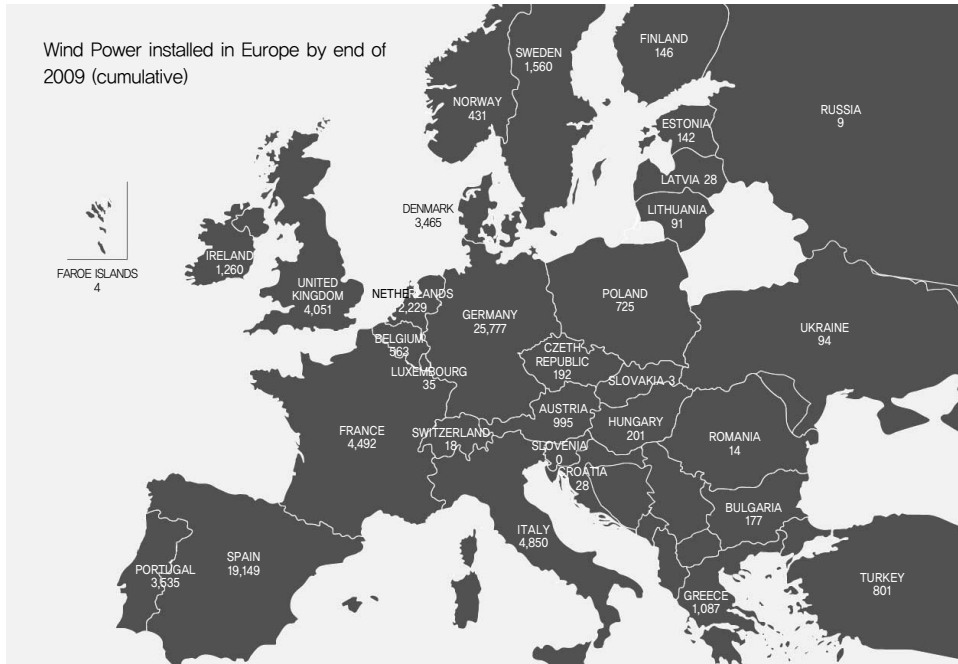 Wind Power installed in Europe by end of
2009 (cumulative)
FINLAND
146
SWEDEN
1,560
NORWAY
431
RUSSIA
9
ESTONIA
142
LATVIA 28
LITHUANIA
91
DENMARK
3,465
FAROE ISLANDS
4
IRELAND
1,260
UNITED
KINGDOM
4,051
NETHERLANDS
2,229
GERMANY
25,777
POLAND
725
UKRAINE
94
BELGIUM
563
LUXEMBOURG
35
CZETH
REPUBLIC
192
SLOVAKIA 3
AUSTRIA
995
HUNGARY
201
FRANCE
4,492
SWITZERLAND
18
SLOVENIA
0
CROATIA
28
ROMANIA
14
BULGARIA
177
ITALY
4,850
SPAIN
19,149
PORTUGAL
3,535
GREECE
1,087
TURKEY
801